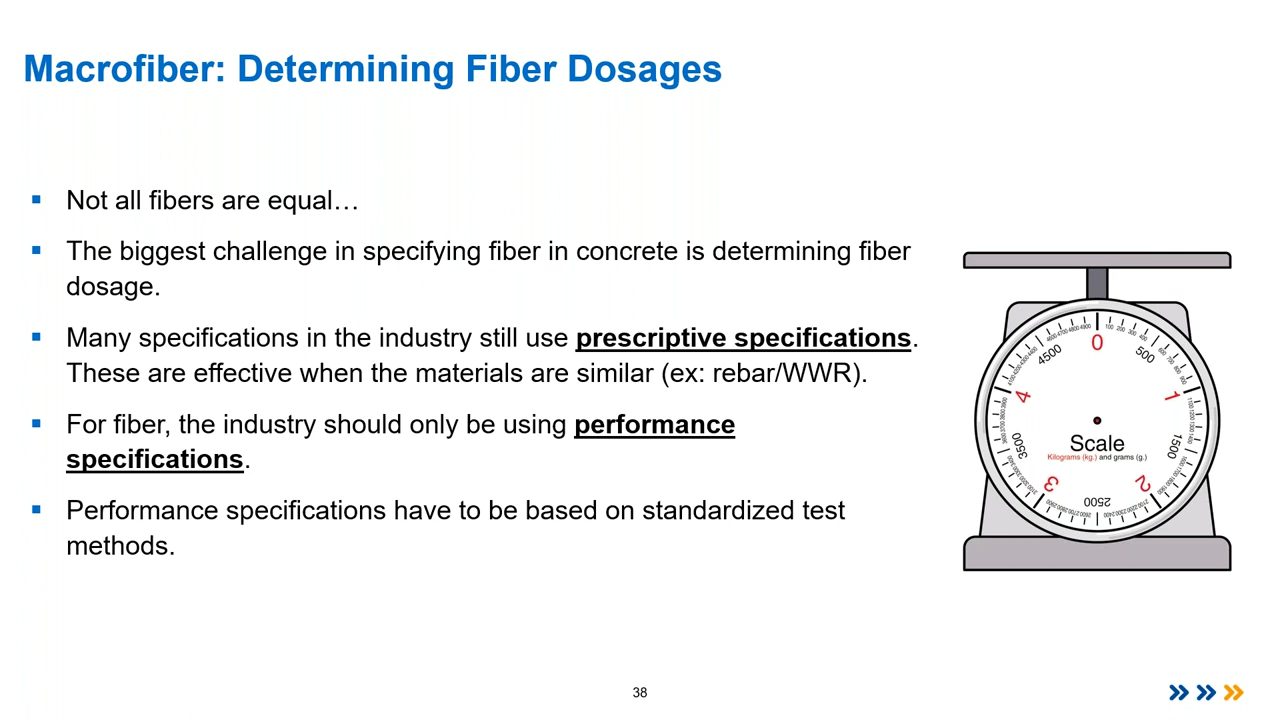 Macrofiber: Determining Fiber Dosages
Not all fibers are equal…
The biggest challenge in specifying fiber in concrete is determining fiber
dosage.
Many specifications in the industry still use prescriptive specifications.
These are effective when the materials are similar (ex: rebar/WWR).
For fiber, the industry should only be using performance
specifications.
Performance specifications have to be based on standardized test
methods.
0
500
1
1500
2
2500
3
3500
4
4500
Scale
Kilograms (kg.) and grams (g.)
38